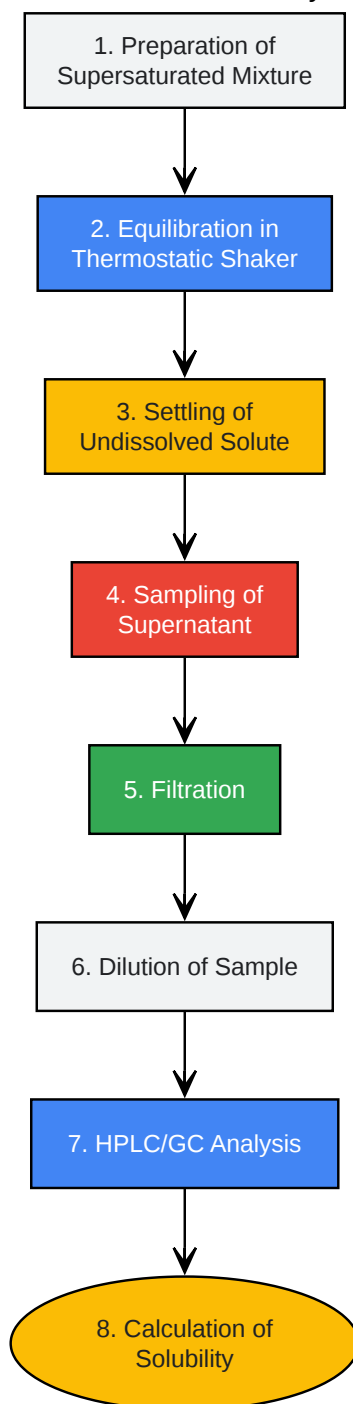 1. Preparation of
Supersaturated Mixture
2. Equilibration in
Thermostatic Shaker
3. Settling of
Undissolved Solute
4. Sampling of
Supernatant
5. Filtration
6. Dilution of Sample
7. HPLC/GC Analysis
8. Calculation of
Solubility